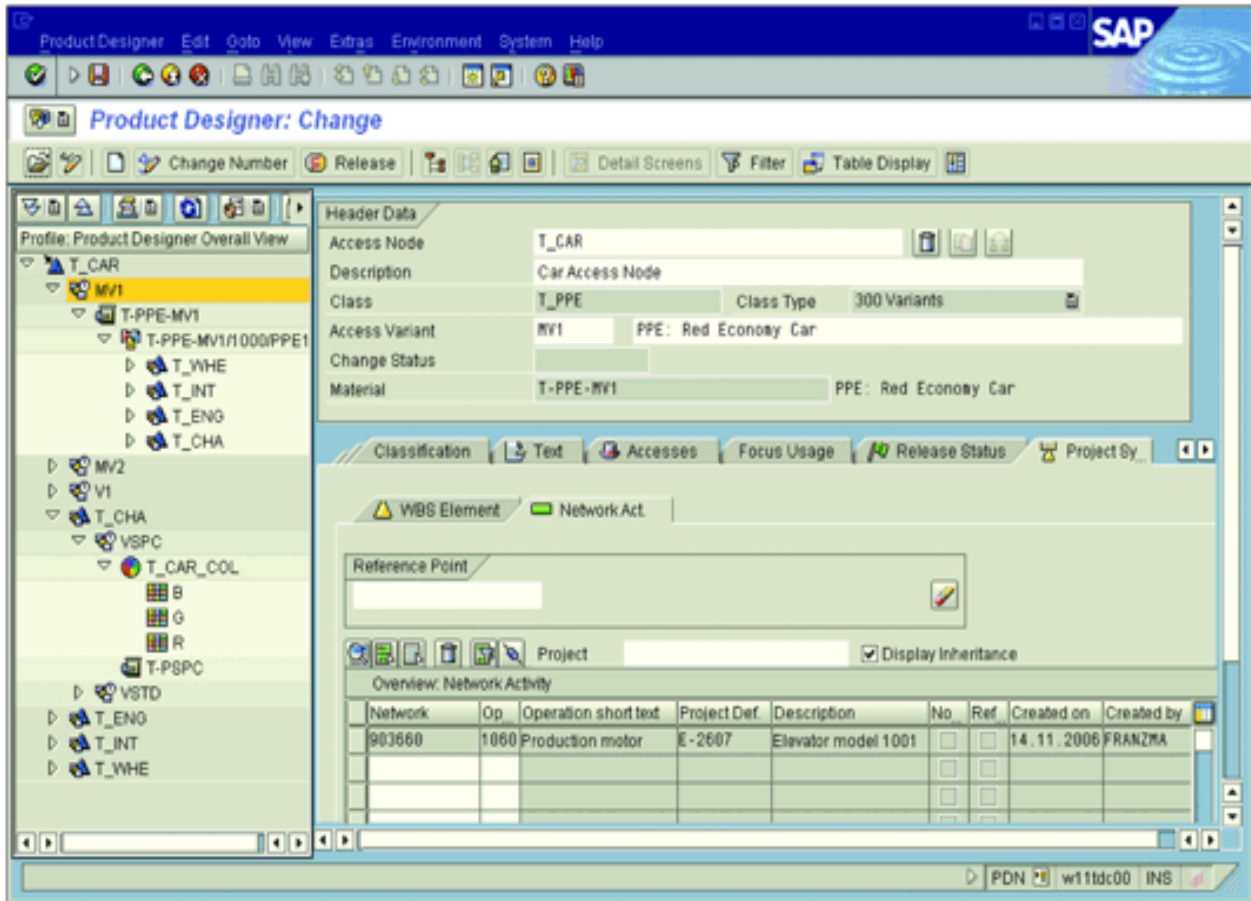 ProductDesigner Edit Goto View Extras Environment System Help
SAP
Product Designer: Change
Change Number Release Detail Screens Filter Table Display
Profile: Product Designer Overall View
T_CAR
MV1
T-PPE-MV1
T-PPE-MV1/1000/PPE1
T_WHE
T_INT
T_ENG
T_CHA
MV2
V1
T_CHA
VSPC
T_CAR_COL
B
G
R
T-PSPC
VSTD
T_ENG
T_INT
T_WHE
Header Data
Access Node T_CAR
Description Car Access Node
Class T_PPE Class Type 300 Variants
Access Variant MV1 PPE: Red Economy Car
Change Status
Material T-PPE-MV1 PPE: Red Economy Car
Classification Text Accesses Focus Usage Release Status Project Sy...
WBS Element Network Act.
Reference Point
Project Display Inheritance
Overview: Network Activity
Network Op... Operation short text Project Def. Description No... Ref... Created on Created by
903660 1060 Production motor E-2607 Elevator model 1001 14.11.2006 FRANZMA
PDN w11tdc00 INS